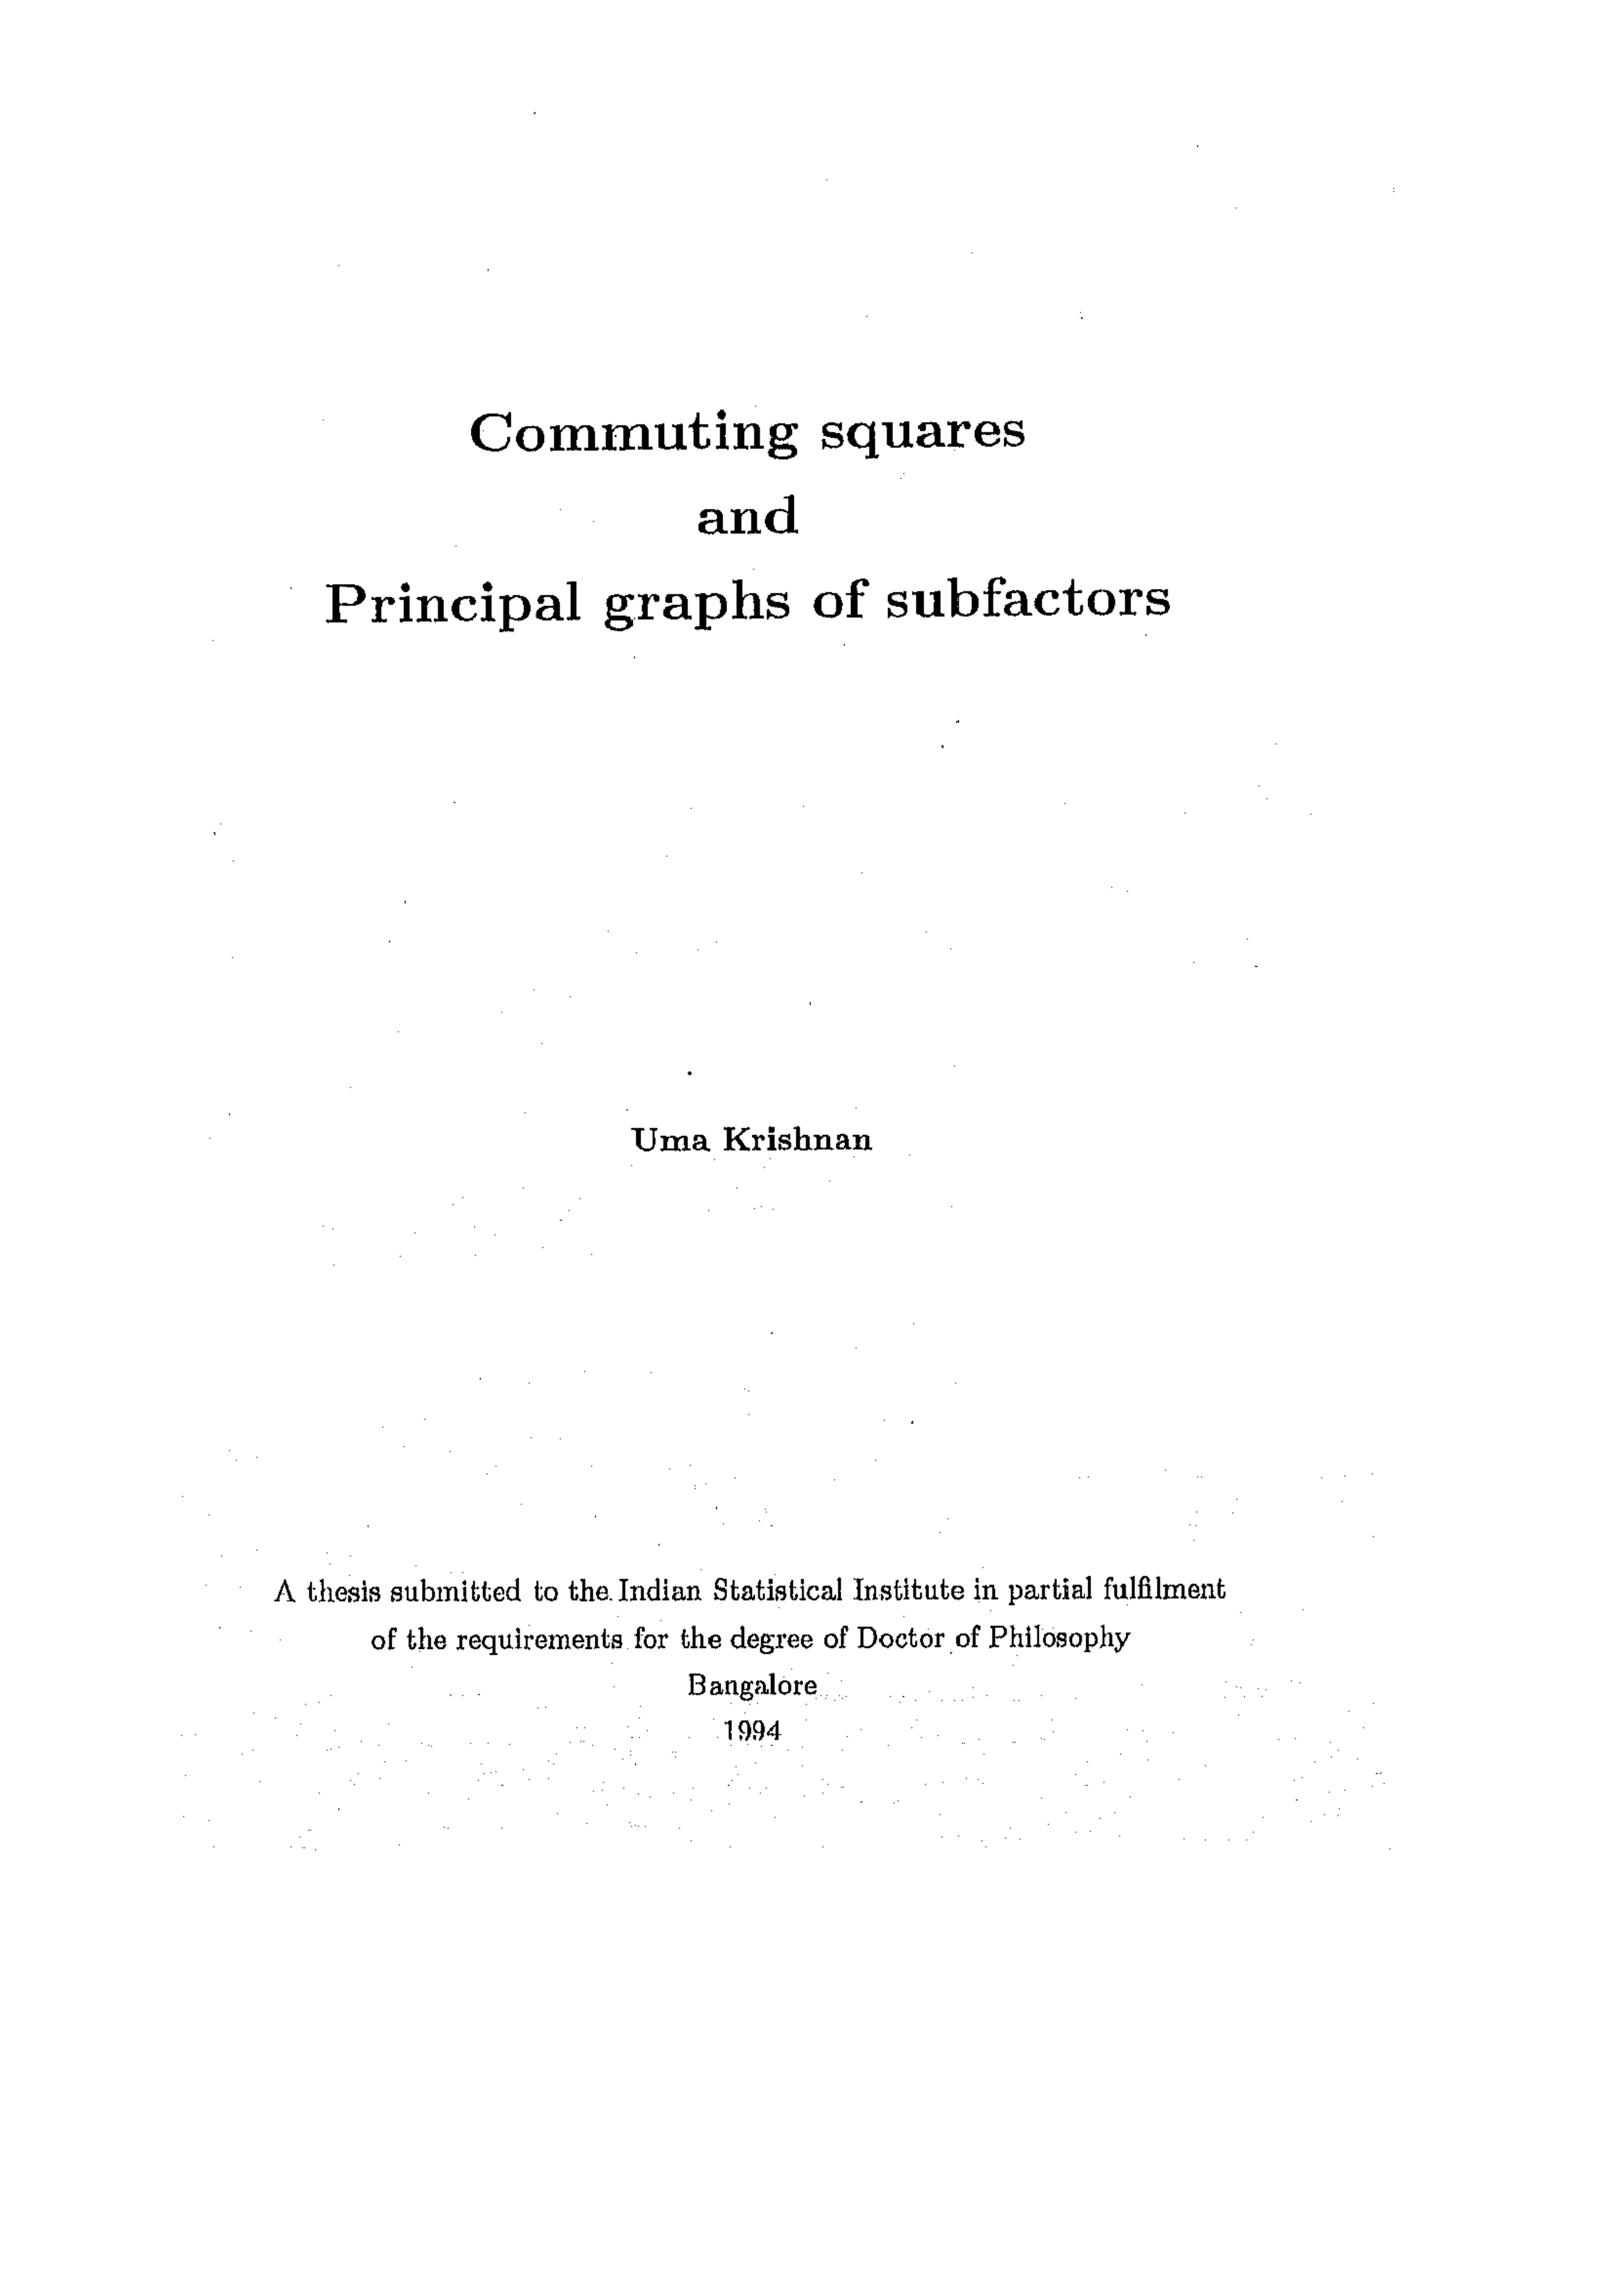 Commuting squares
and
Principal graphs of subfactors
Uma Krishnan
A thesis submitted to the Indian Statistical Institute in partial fulfilment
of the requirements for the degree of Doctor of Philosophy
Bangalore
1994